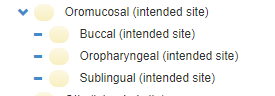 Oromucosal (intended site)
Buccal (intended site)
Oropharyngeal (intended site)
Sublingual (intended site)